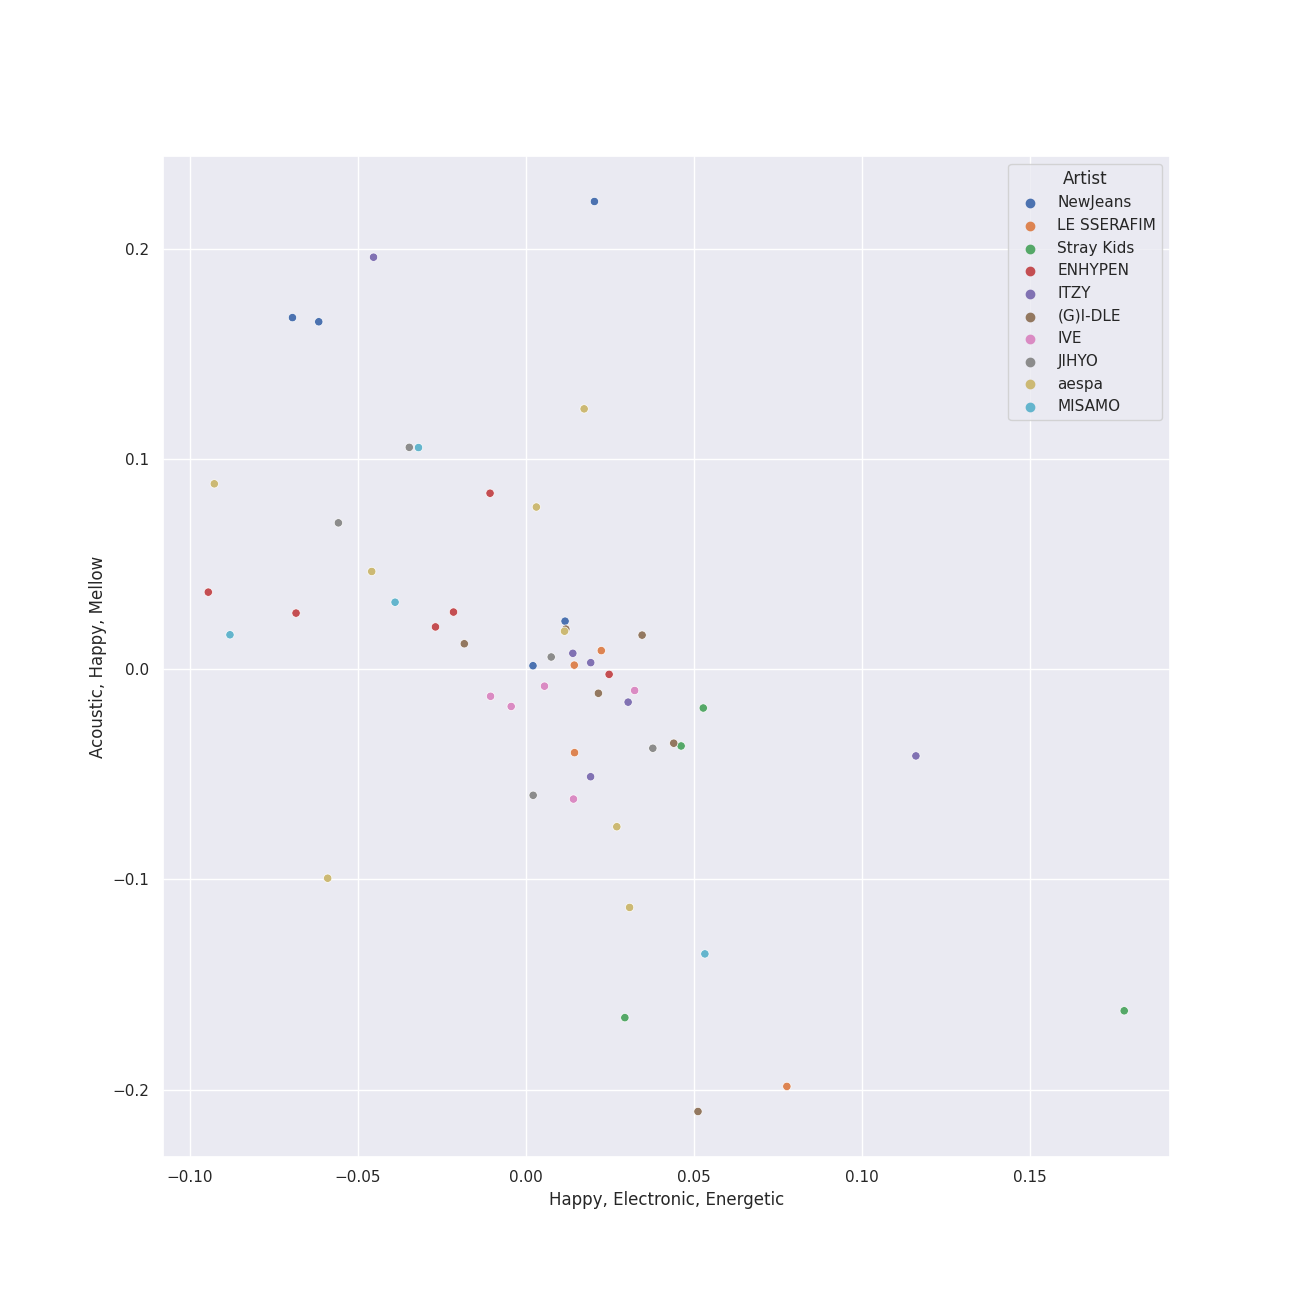 Artist
NewJeans
LE SSERAFIM
Stray Kids
ENHYPEN
ITZY
(G)I-DLE
IVE
JIHYO
aespa
MISAMO
0.2
0.1
0.0
−0.1
−0.2
Acoustic, Happy, Mellow
−0.10 −0.05 0.00 0.05 0.10 0.15
Happy, Electronic, Energetic